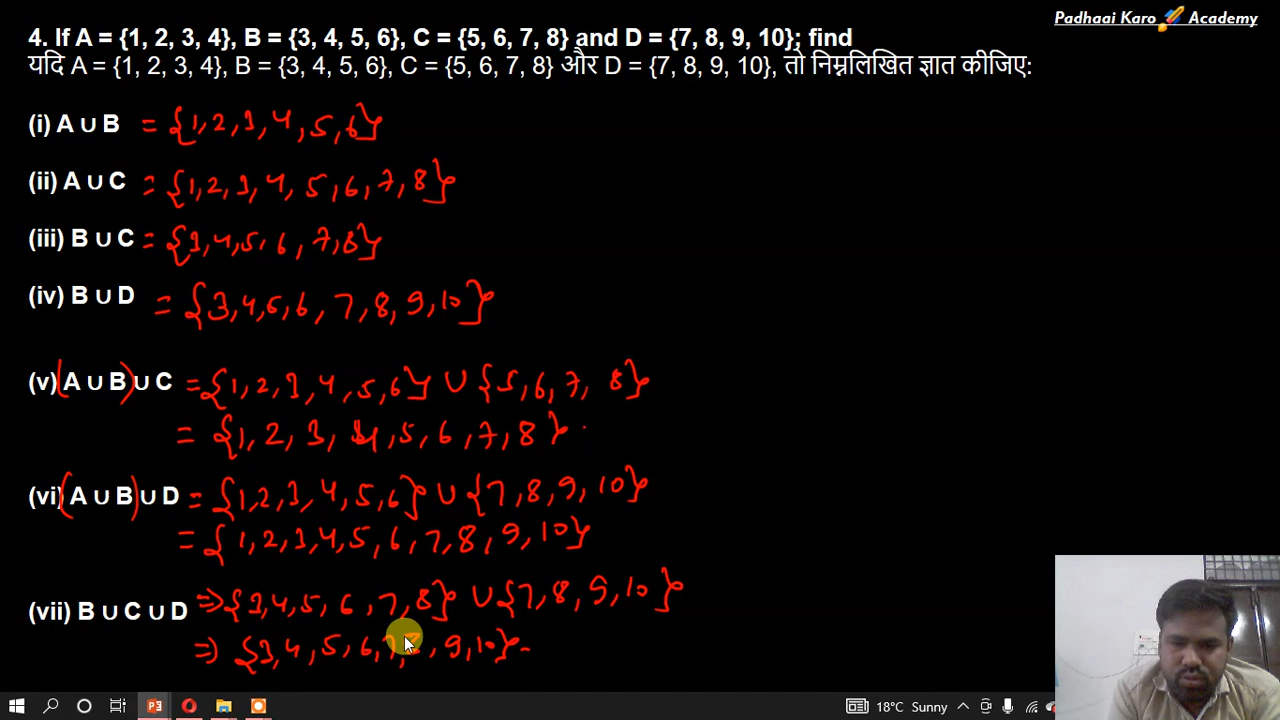 Padhaai Karo Academy
4. If A = {1, 2, 3, 4}, B = {3, 4, 5, 6}, C = {5, 6, 7, 8} and D = {7, 8, 9, 10}; find
यदि A = {1, 2, 3, 4}, B = {3, 4, 5, 6}, C = {5, 6, 7, 8} और D = {7, 8, 9, 10}, तो निम्नलिखित ज्ञात कीजिए:
(i) A ∪ B = {1, 2, 3, 4, 5, 6}
(ii) A ∪ C = {1, 2, 3, 4, 5, 6, 7, 8}
(iii) B ∪ C = {3, 4, 5, 6, 7, 8}
(iv) B ∪ D = {3, 4, 5, 6, 7, 8, 9, 10}
(v) (A ∪ B) ∪ C = {1, 2, 3, 4, 5, 6} ∪ {5, 6, 7, 8}
= {1, 2, 3, 4, 5, 6, 7, 8}.
(vi) (A ∪ B) ∪ D = {1, 2, 3, 4, 5, 6} ∪ {7, 8, 9, 10}
= {1, 2, 3, 4, 5, 6, 7, 8, 9, 10}
(vii) B ∪ C ∪ D ⇒ {3, 4, 5, 6, 7, 8} ∪ {7, 8, 9, 10}
⇒ {3, 4, 5, 6, 7, 8, 9, 10}.
18°C Sunny